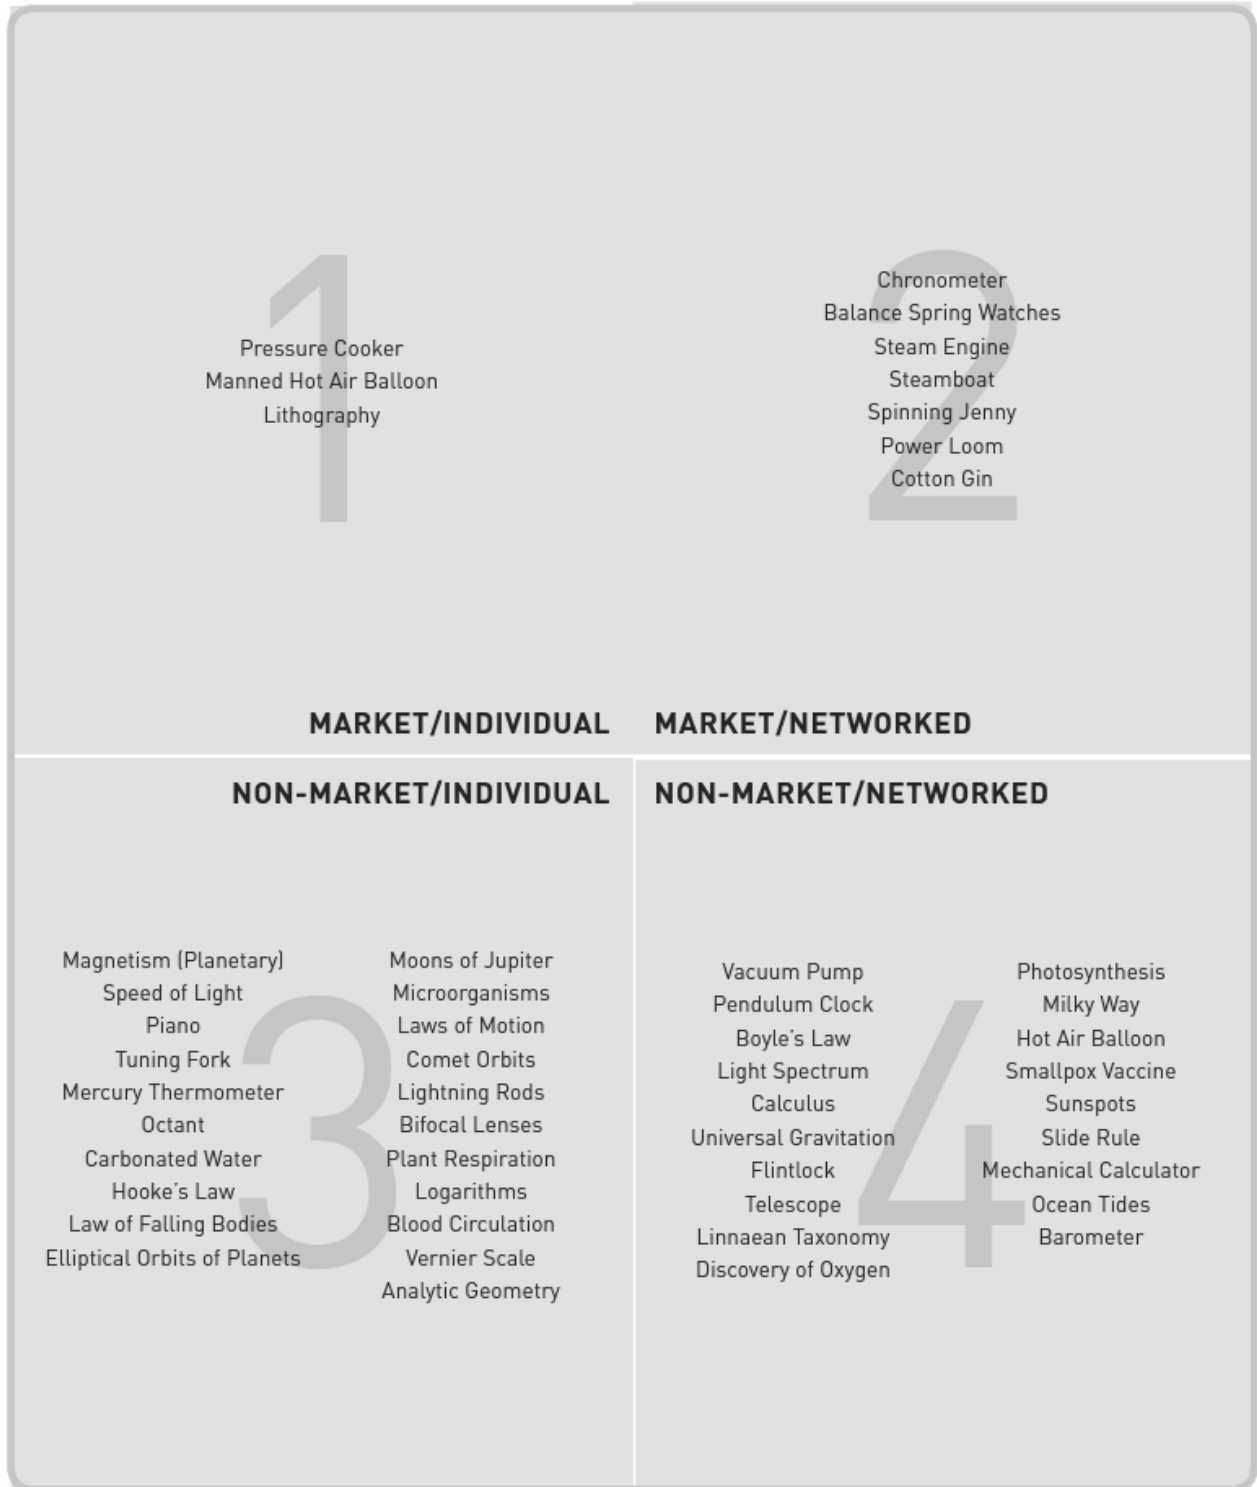 1
Pressure Cooker
Manned Hot Air Balloon
Lithography
MARKET/INDIVIDUAL
2
Chronometer
Balance Spring Watches
Steam Engine
Steamboat
Spinning Jenny
Power Loom
Cotton Gin
MARKET/NETWORKED
NON-MARKET/INDIVIDUAL
3
Magnetism (Planetary)
Speed of Light
Piano
Tuning Fork
Mercury Thermometer
Octant
Carbonated Water
Hooke's Law
Law of Falling Bodies
Elliptical Orbits of Planets
Moons of Jupiter
Microorganisms
Laws of Motion
Comet Orbits
Lightning Rods
Bifocal Lenses
Plant Respiration
Logarithms
Blood Circulation
Vernier Scale
Analytic Geometry
NON-MARKET/NETWORKED
4
Vacuum Pump
Pendulum Clock
Boyle's Law
Light Spectrum
Calculus
Universal Gravitation
Flintlock
Telescope
Linnaean Taxonomy
Discovery of Oxygen
Photosynthesis
Milky Way
Hot Air Balloon
Smallpox Vaccine
Sunspots
Slide Rule
Mechanical Calculator
Ocean Tides
Barometer